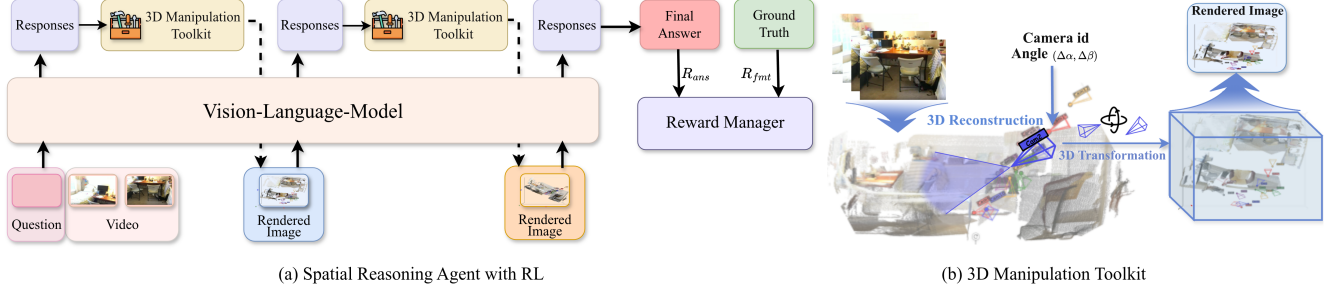 Responses
3D Manipulation
Toolkit
Responses
3D Manipulation
Toolkit
Responses
Final
Answer
Ground
Truth
R_ans
R_fmt
Reward Manager
Vision-Language-Model
Question
Video
Rendered
Image
Rendered
Image
(a) Spatial Reasoning Agent with RL
Rendered Image
Camera id
Angle (Δα, Δβ)
3D Reconstruction
Cam2
3D Transformation
(b) 3D Manipulation Toolkit